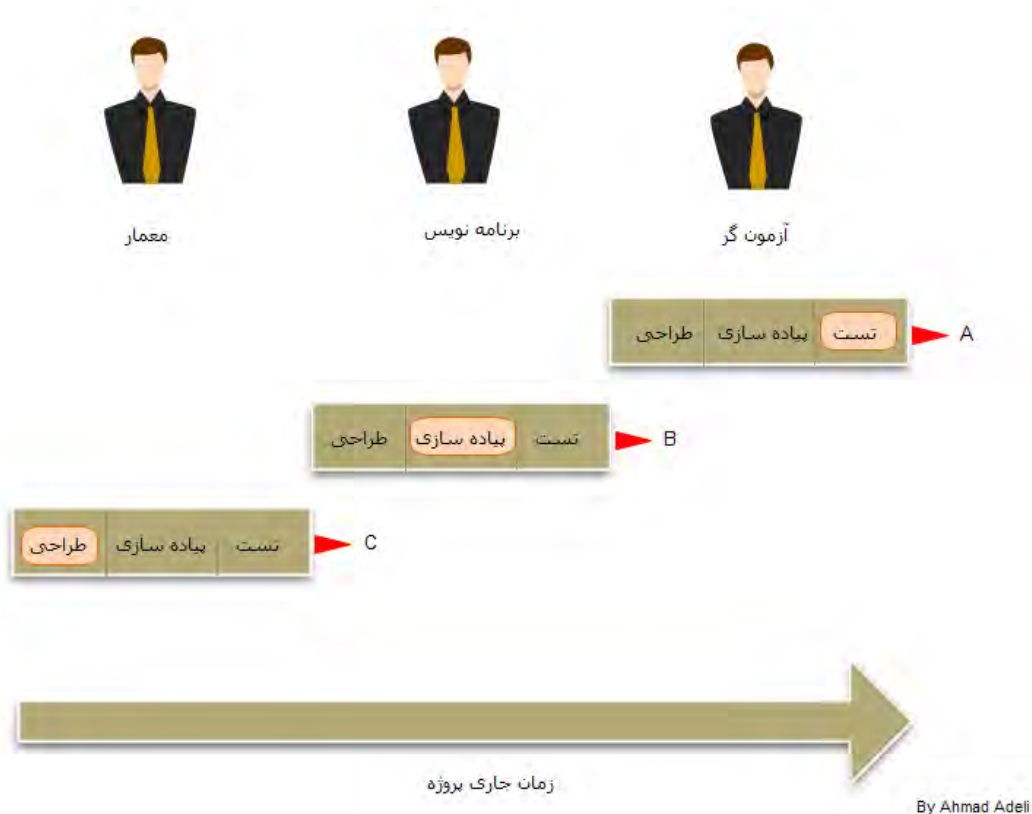 معمار
برنامه نویس
آزمون گر
طراحی پیاده سازی تست A
طراحی پیاده سازی تست B
طراحی پیاده سازی تست C
زمان جاری پروژه
By Ahmad Adeli